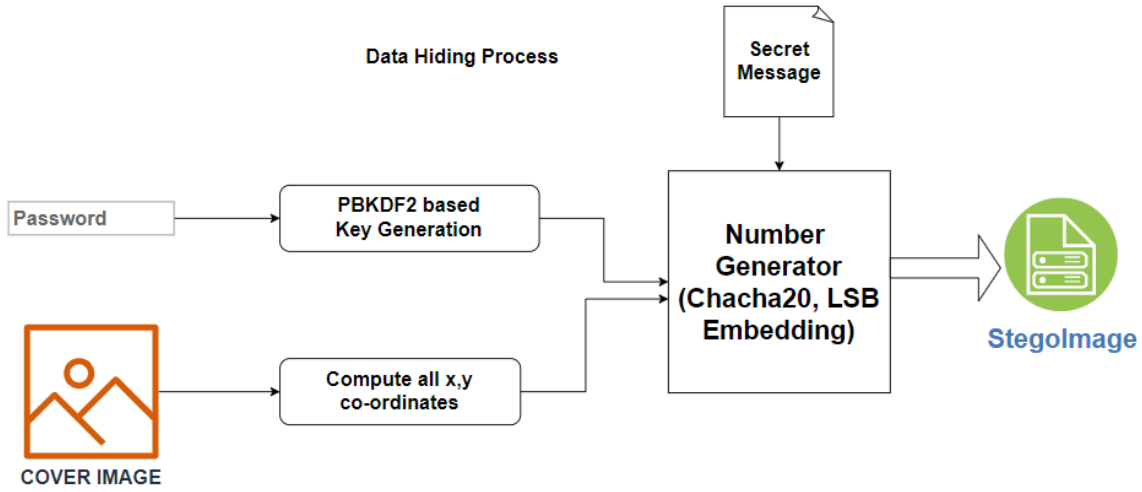 Data Hiding Process
Secret
Message
Password
PBKDF2 based
Key Generation
Number
Generator
(Chacha20, LSB
Embedding)
StegoImage
Compute all x,y
co-ordinates
COVER IMAGE